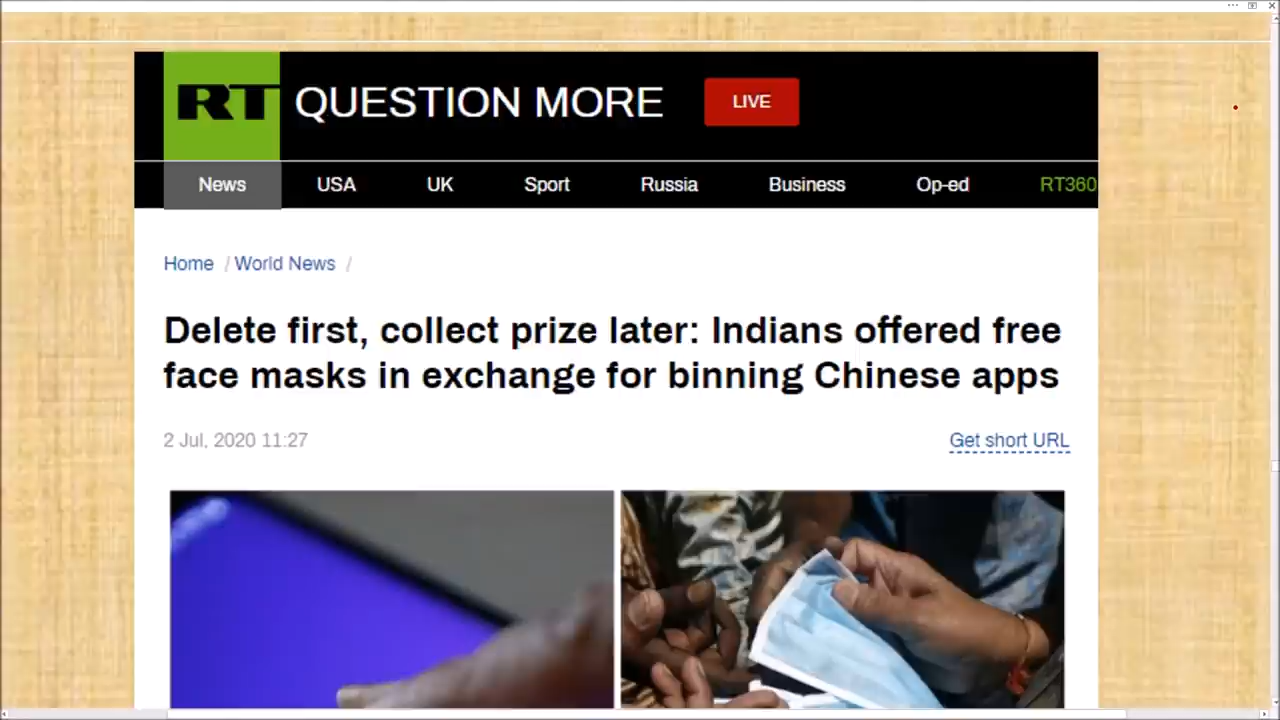 RT QUESTION MORE LIVE
News USA UK Sport Russia Business Op-ed RT360
Home / World News /
Delete first, collect prize later: Indians offered free
face masks in exchange for binning Chinese apps
2 Jul, 2020 11:27 Get short URL